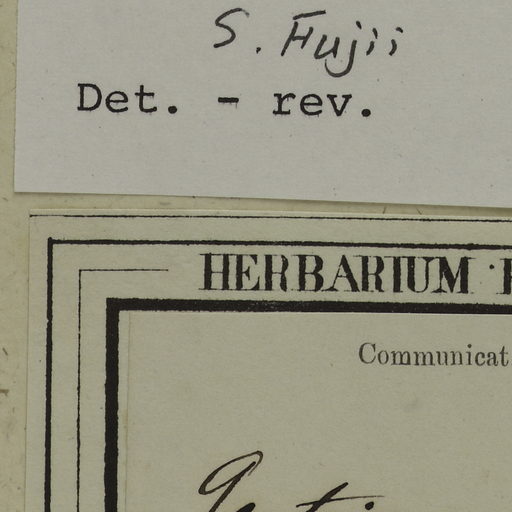 S. Fujii
Det. - rev.
HERBARIUM
Communicat